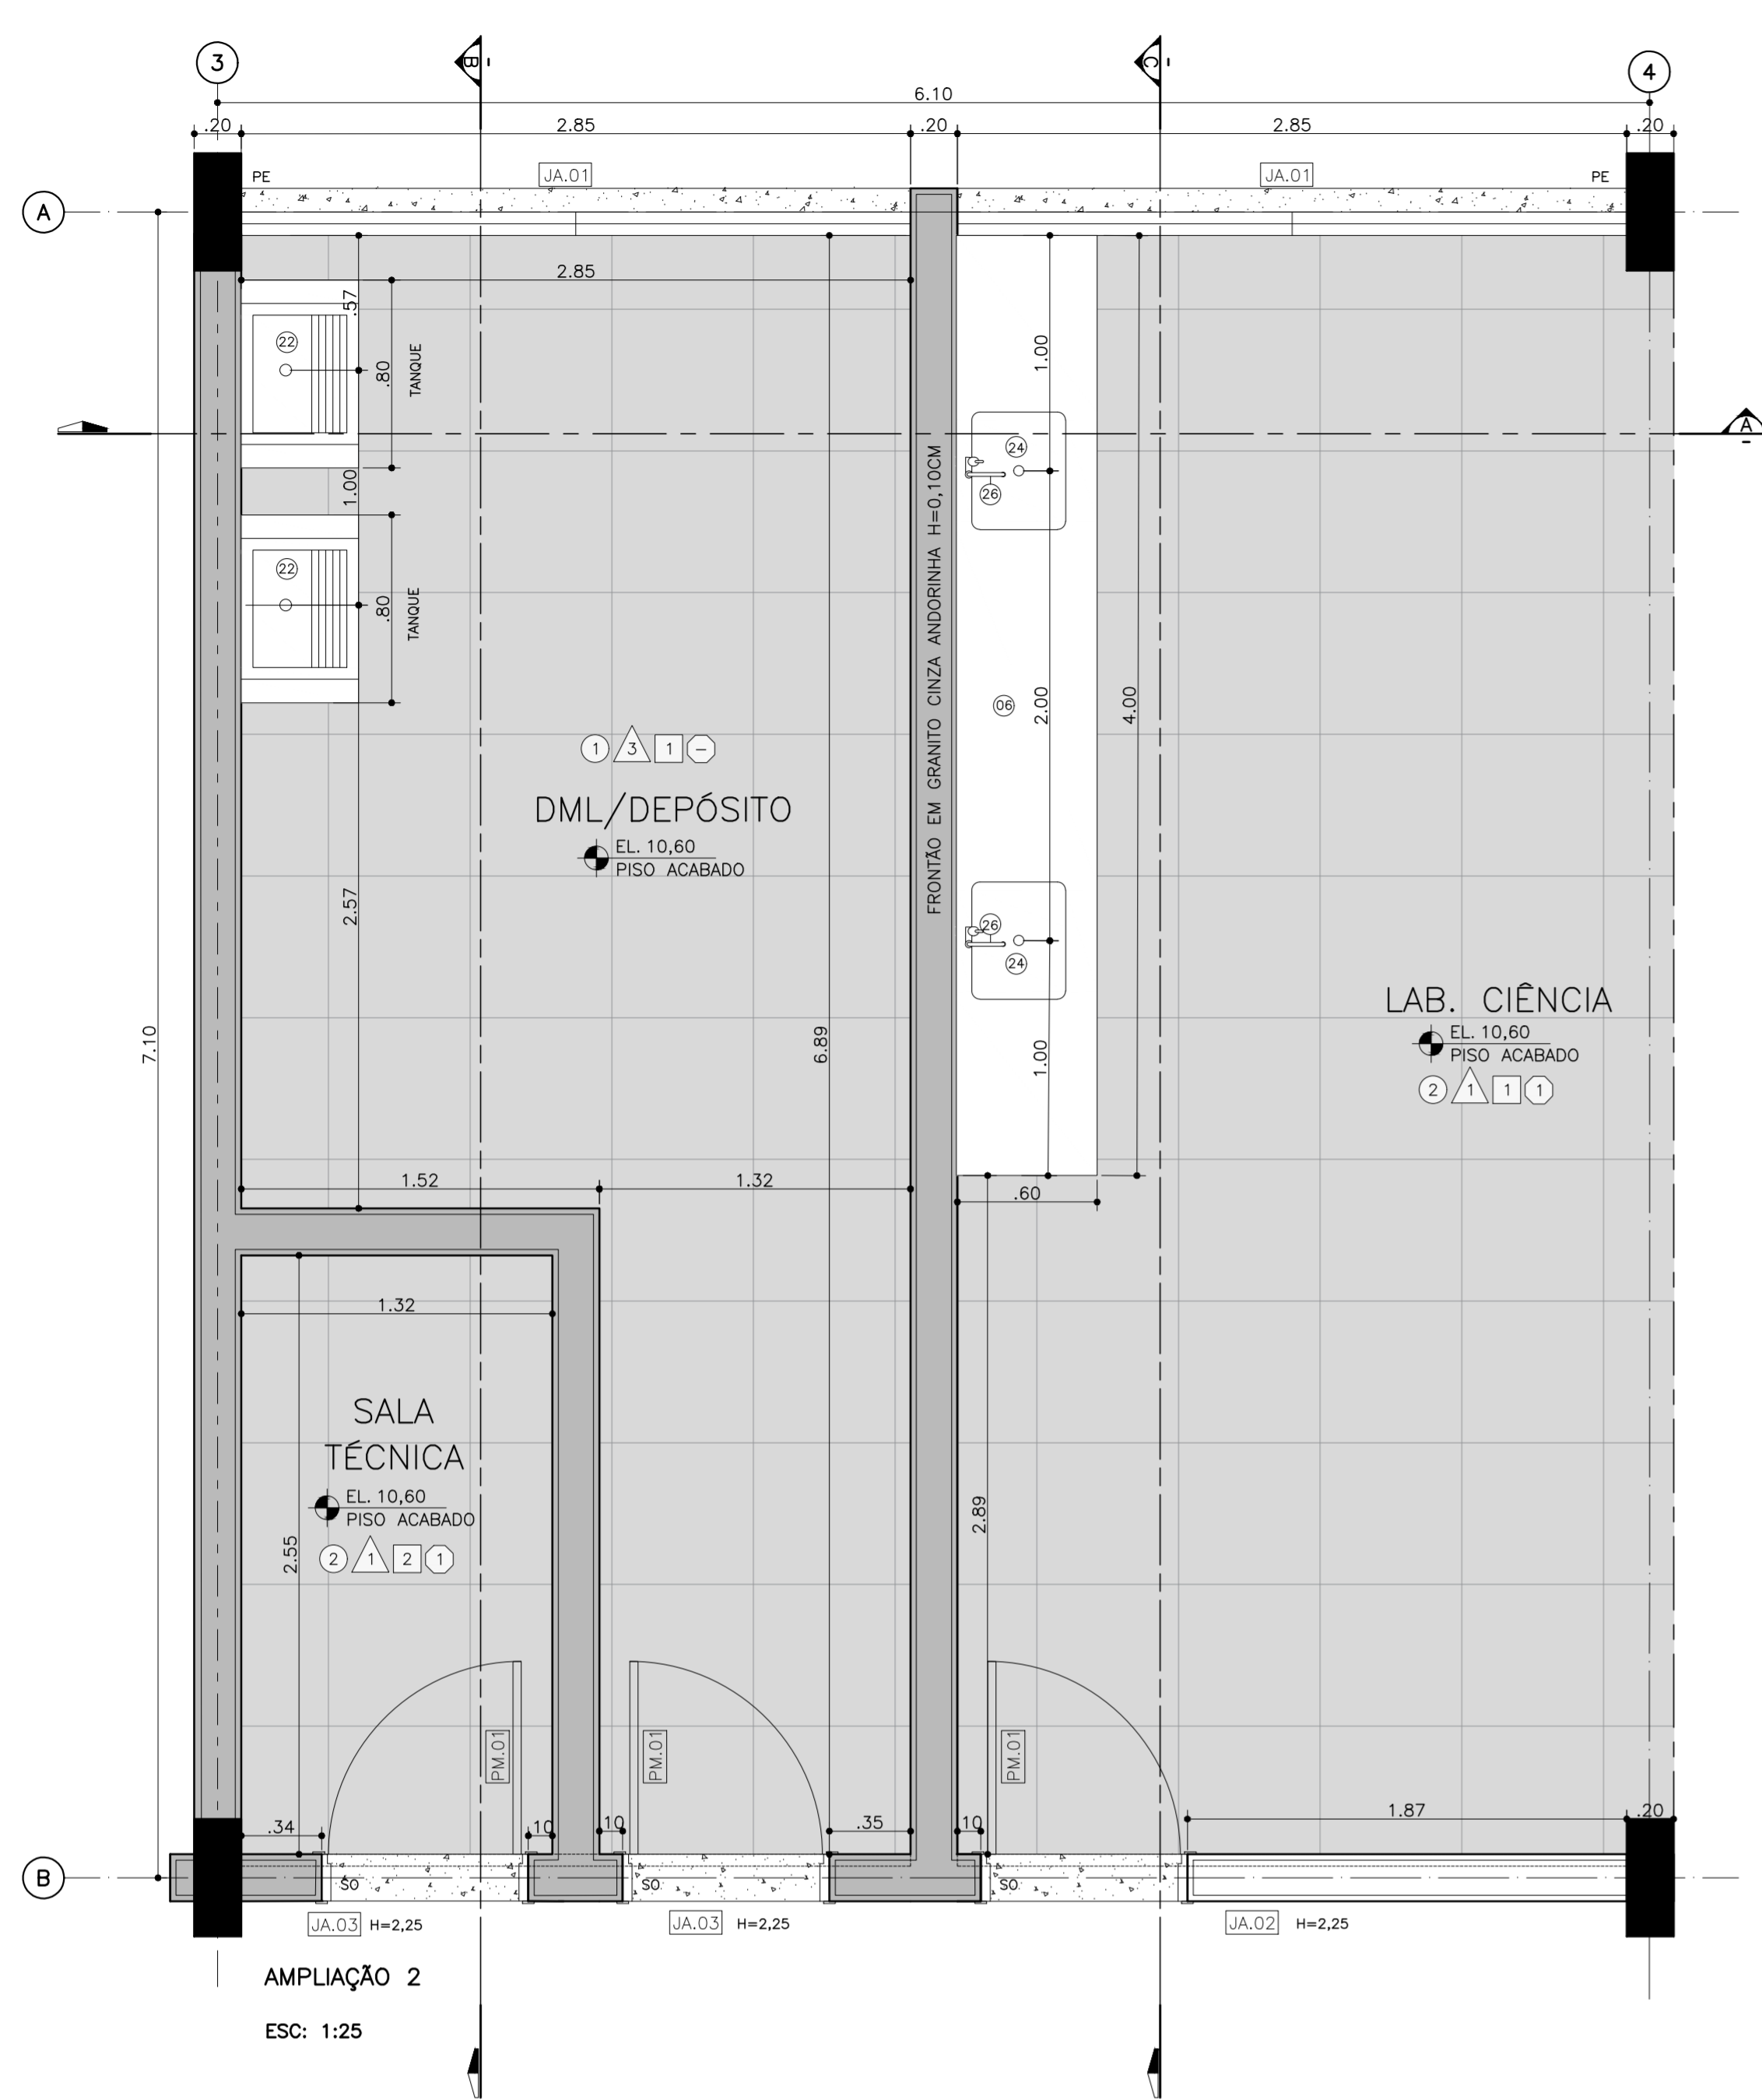 3
B
-
C
-
4
6.10
.20
2.85
.20
2.85
.20
PE
JA.01
JA.01
PE
A
2.85
.57
22
.80
TANQUE
1.00
24
26
A
-
1.00
22
.80
TANQUE
FRONTÃO EM GRANITO CINZA ANDORINHA H=0,10CM
06
2.00
4.00
1 3 1 -
DML/DEPÓSITO
EL. 10,60
PISO ACABADO
2.57
26
24
LAB. CIÊNCIA
EL. 10,60
PISO ACABADO
2 1 1 1
7.10
6.89
1.00
1.52
1.32
.60
1.32
SALA
TÉCNICA
EL. 10,60
PISO ACABADO
2 1 2 1
2.55
2.89
PM.01
PM.01
PM.01
.34
10
10
.35
10
1.87
.20
B
SO
SO
SO
JA.03 H=2,25
JA.03 H=2,25
JA.02 H=2,25
AMPLIAÇÃO 2
ESC: 1:25